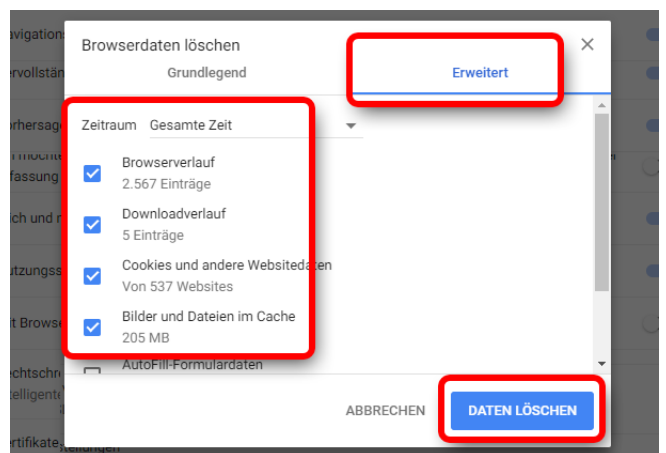 Browserdaten löschen
Grundlegend
Erweitert
Zeitraum Gesamte Zeit
Browserverlauf
2.567 Einträge
Downloadverlauf
5 Einträge
Cookies und andere Websitedaten
Von 537 Websites
Bilder und Dateien im Cache
205 MB
AutoFill-Formulardaten
ABBRECHEN
DATEN LÖSCHEN